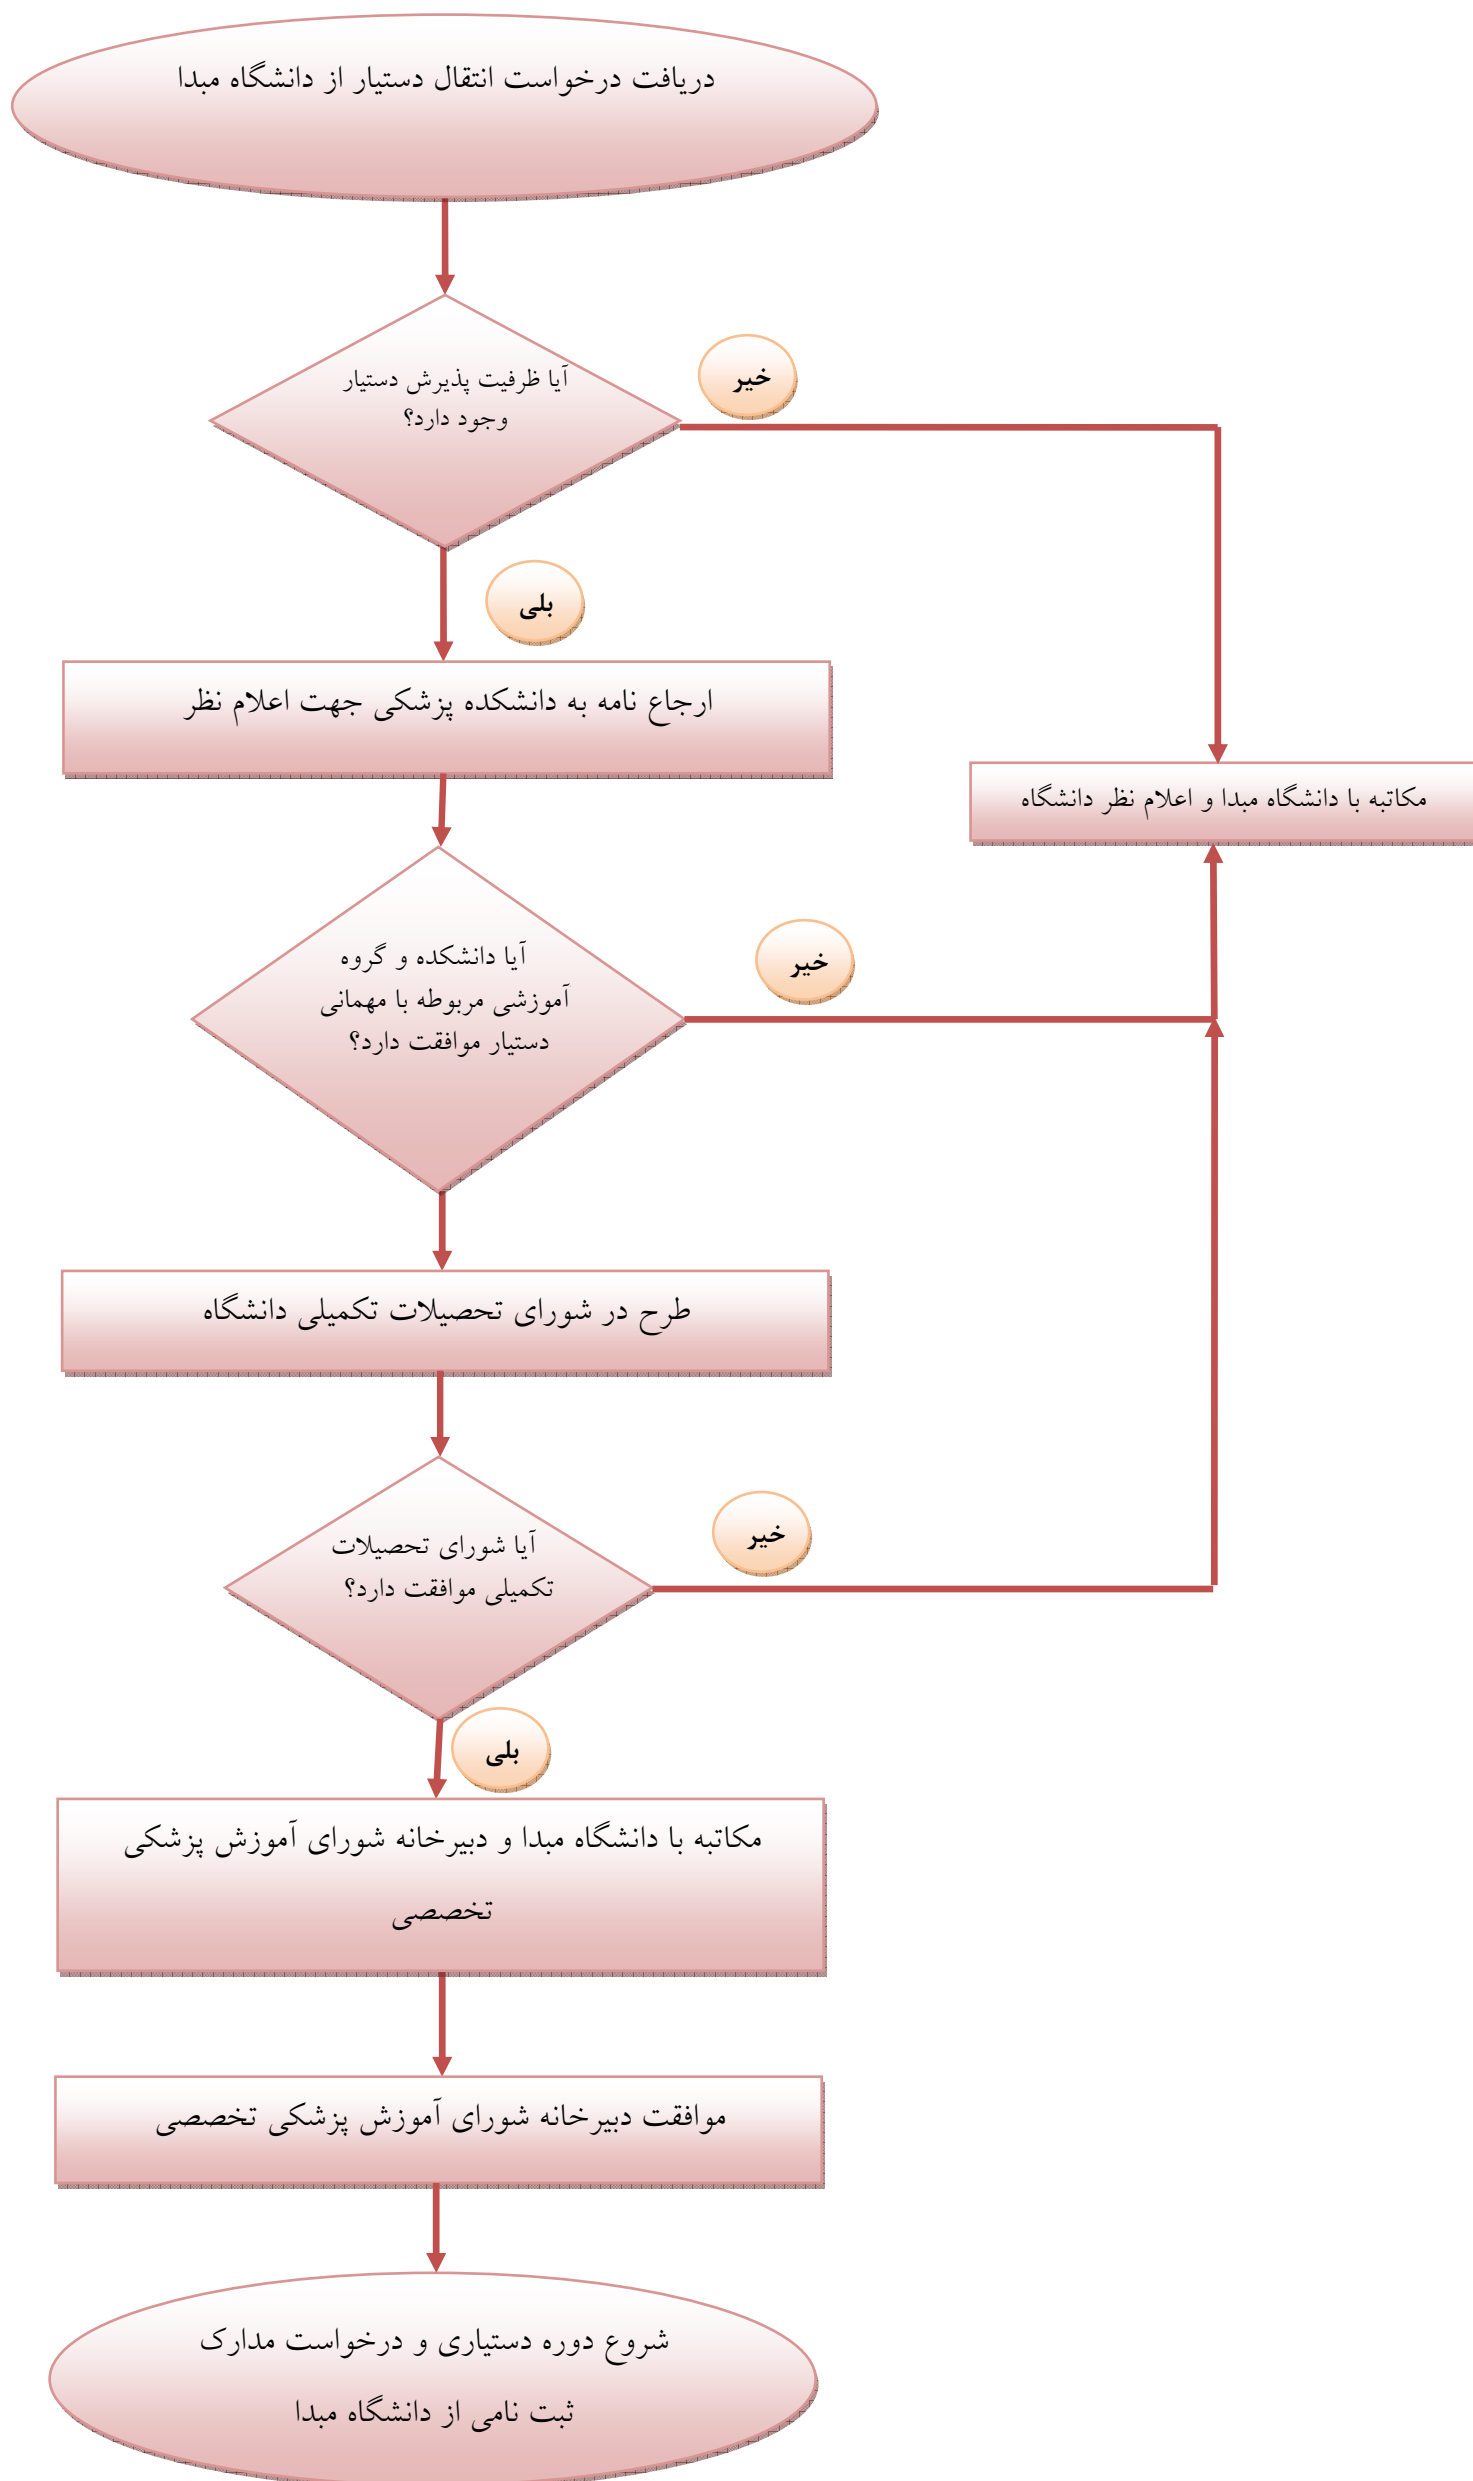 دریافت درخواست انتقال دستیار از دانشگاه مبدا
خیر
آیا ظرفیت پذیرش دستیار
وجود دارد؟
بلی
ارجاع نامه به دانشکده پزشکی جهت اعلام نظر
مکاتبه با دانشگاه مبدا و اعلام نظر دانشگاه
خیر
آیا دانشکده و گروه
آموزشی مربوطه با مهمانی
دستیار موافقت دارد؟
طرح در شورای تحصیلات تکمیلی دانشگاه
خیر
آیا شورای تحصیلات
تکمیلی موافقت دارد؟
بلی
مکاتبه با دانشگاه مبدا و دبیرخانه شورای آموزش پزشکی
تخصصی
موافقت دبیرخانه شورای آموزش پزشکی تخصصی
شروع دوره دستیاری و درخواست مدارک
ثبت نامی از دانشگاه مبدا